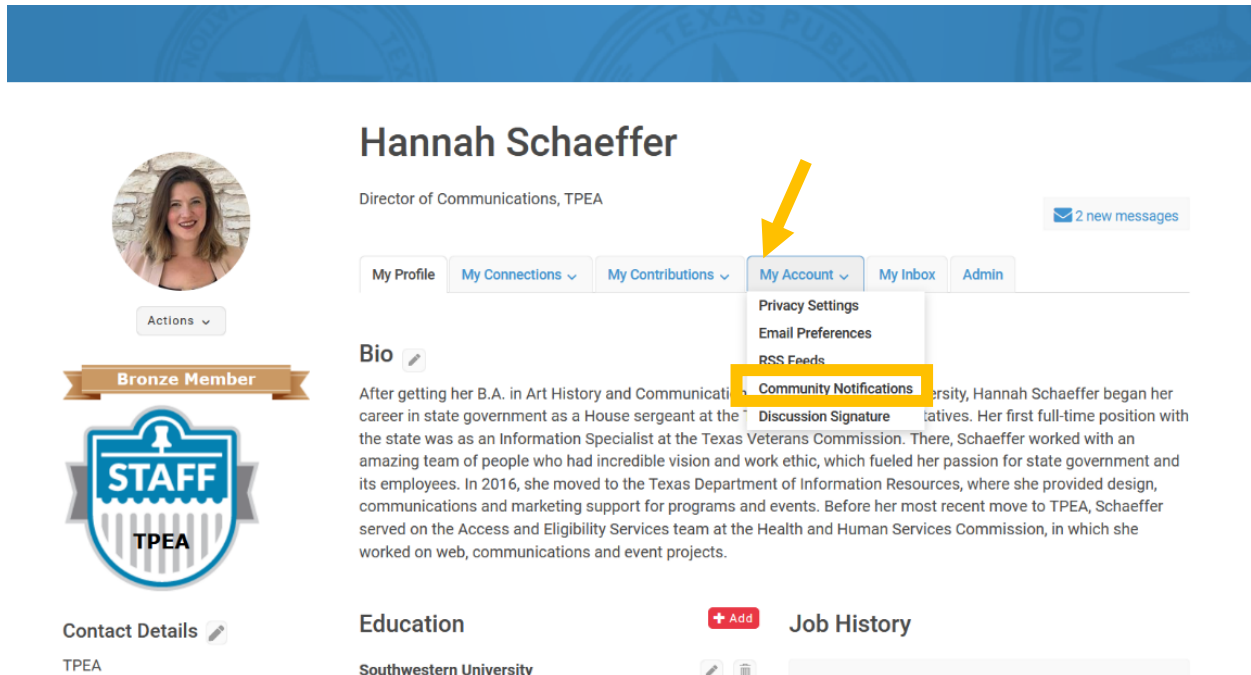 TEXAS PUBLIC
Hannah Schaeffer
Director of Communications, TPEA
2 new messages
My Profile My Connections My Contributions My Account My Inbox Admin
Privacy Settings
Email Preferences
RSS Feeds
Community Notifications
Discussion Signature
Actions
Bronze Member
STAFF
TPEA
Contact Details
TPEA
Bio
After getting her B.A. in Art History and Communication ersity, Hannah Schaeffer began her
career in state government as a House sergeant at the tatives. Her first full-time position with
the state was as an Information Specialist at the Texas Veterans Commission. There, Schaeffer worked with an
amazing team of people who had incredible vision and work ethic, which fueled her passion for state government and
its employees. In 2016, she moved to the Texas Department of Information Resources, where she provided design,
communications and marketing support for programs and events. Before her most recent move to TPEA, Schaeffer
served on the Access and Eligibility Services team at the Health and Human Services Commission, in which she
worked on web, communications and event projects.
Education
Add
Southwestern University
Job History